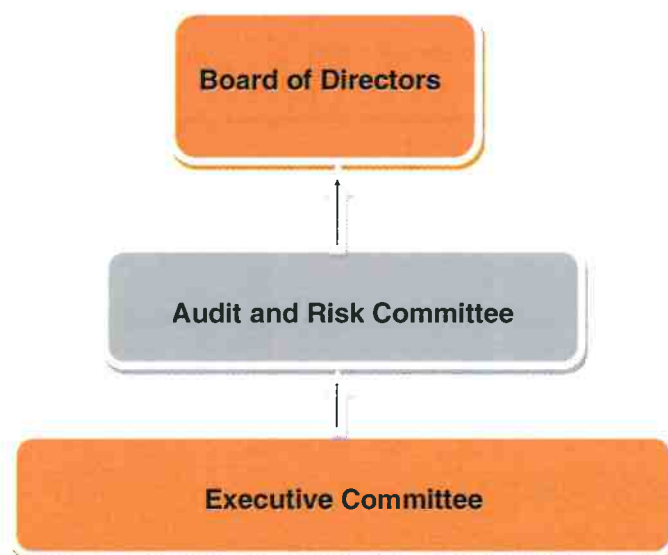 Board of Directors
Audit and Risk Committee
Executive Committee